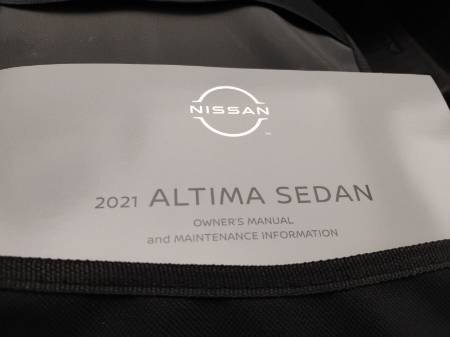 NISSAN
2021 ALTIMA SEDAN
OWNER'S MANUAL
and MAINTENANCE INFORMATION